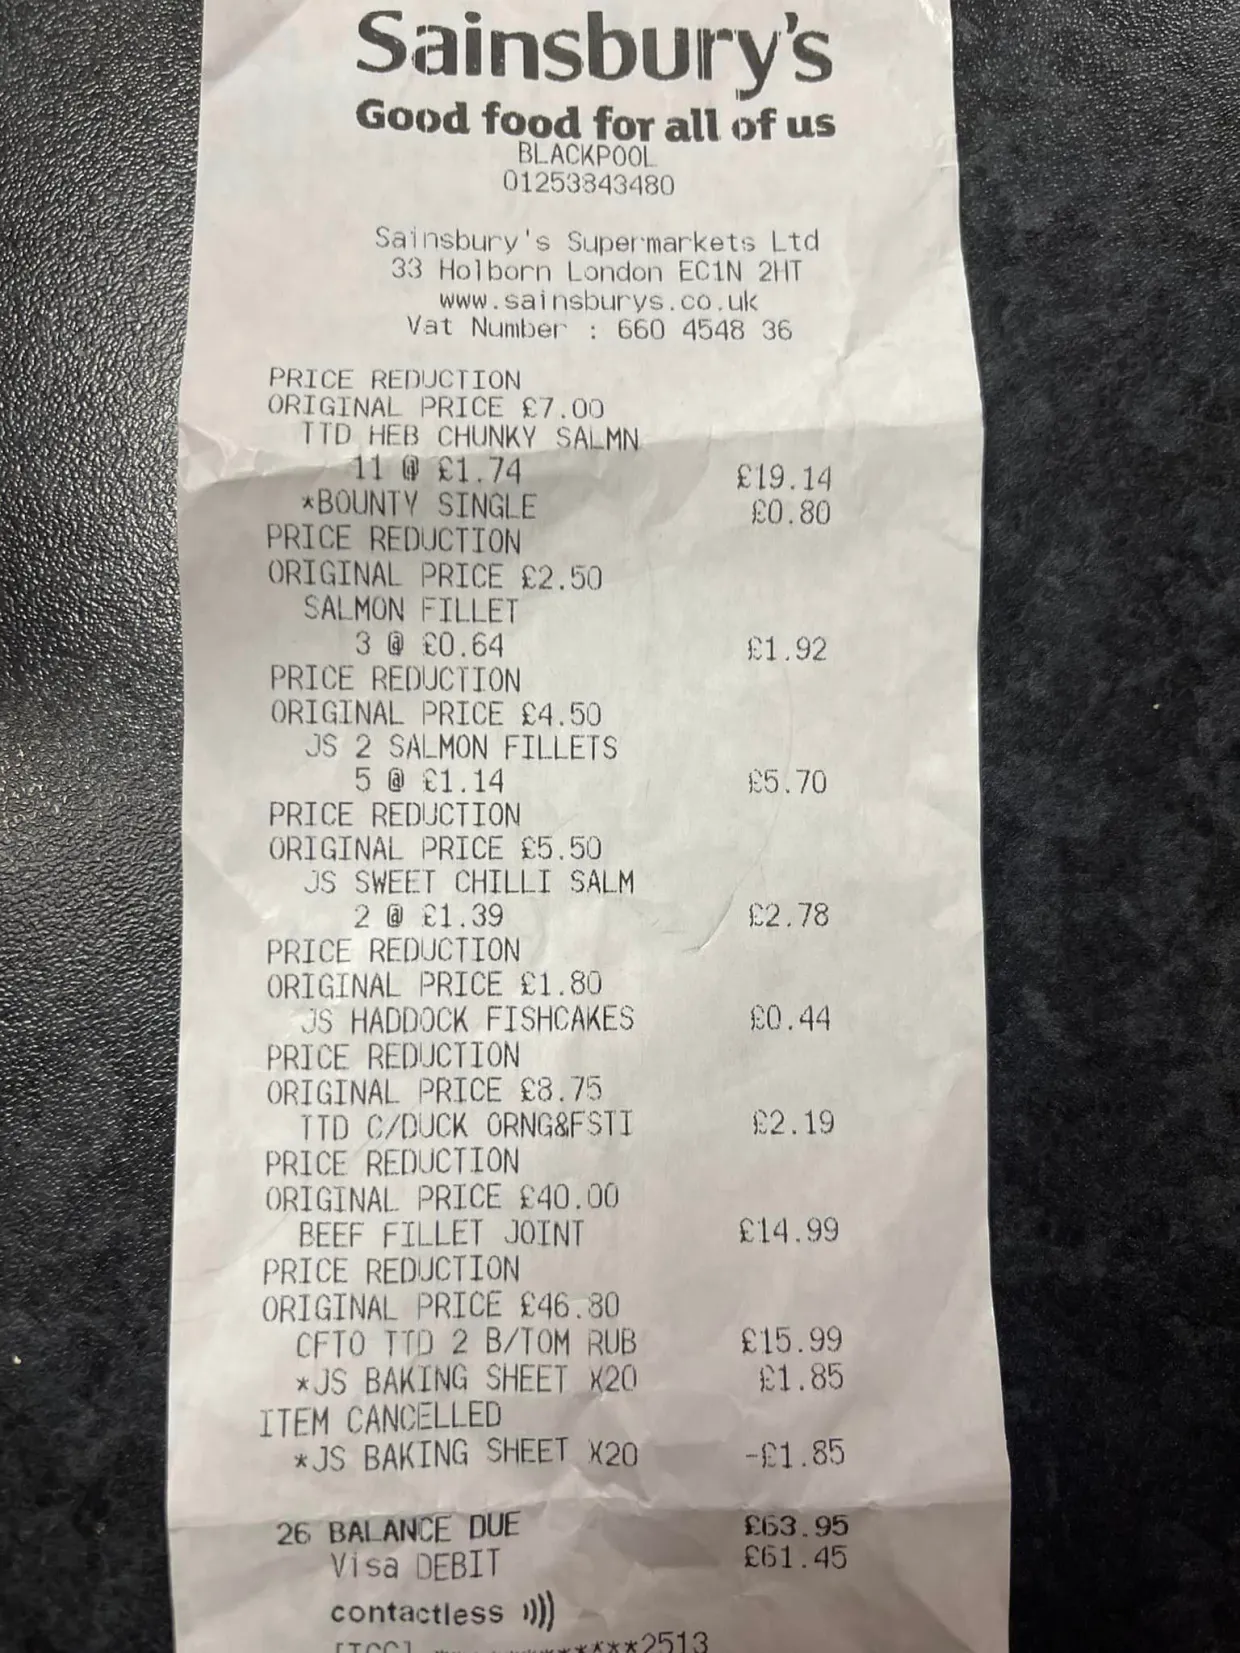 Sainsbury's
Good food for all of us
BLACKPOOL
01253843480
Sainsbury's Supermarkets Ltd
33 Holborn London EC1N 2HT
www.sainsburys.co.uk
Vat Number : 660 4548 36
PRICE REDUCTION
ORIGINAL PRICE £7.00
TTD HEB CHUNKY SALMN
11 @ £1.74 £19.14
*BOUNTY SINGLE £0.80
PRICE REDUCTION
ORIGINAL PRICE £2.50
SALMON FILLET
3 @ £0.64 £1.92
PRICE REDUCTION
ORIGINAL PRICE £4.50
JS 2 SALMON FILLETS
5 @ £1.14 £5.70
PRICE REDUCTION
ORIGINAL PRICE £5.50
JS SWEET CHILLI SALM
2 @ £1.39 £2.78
PRICE REDUCTION
ORIGINAL PRICE £1.80
JS HADDOCK FISHCAKES £0.44
PRICE REDUCTION
ORIGINAL PRICE £8.75
TTD C/DUCK ORNG&FSTI £2.19
PRICE REDUCTION
ORIGINAL PRICE £40.00
BEEF FILLET JOINT £14.99
PRICE REDUCTION
ORIGINAL PRICE £46.80
CFTO TTD 2 B/TOM RUB £15.99
*JS BAKING SHEET X20 £1.85
ITEM CANCELLED
*JS BAKING SHEET X20 -£1.85
26 BALANCE DUE £63.95
Visa DEBIT £61.45
contactless
************2513